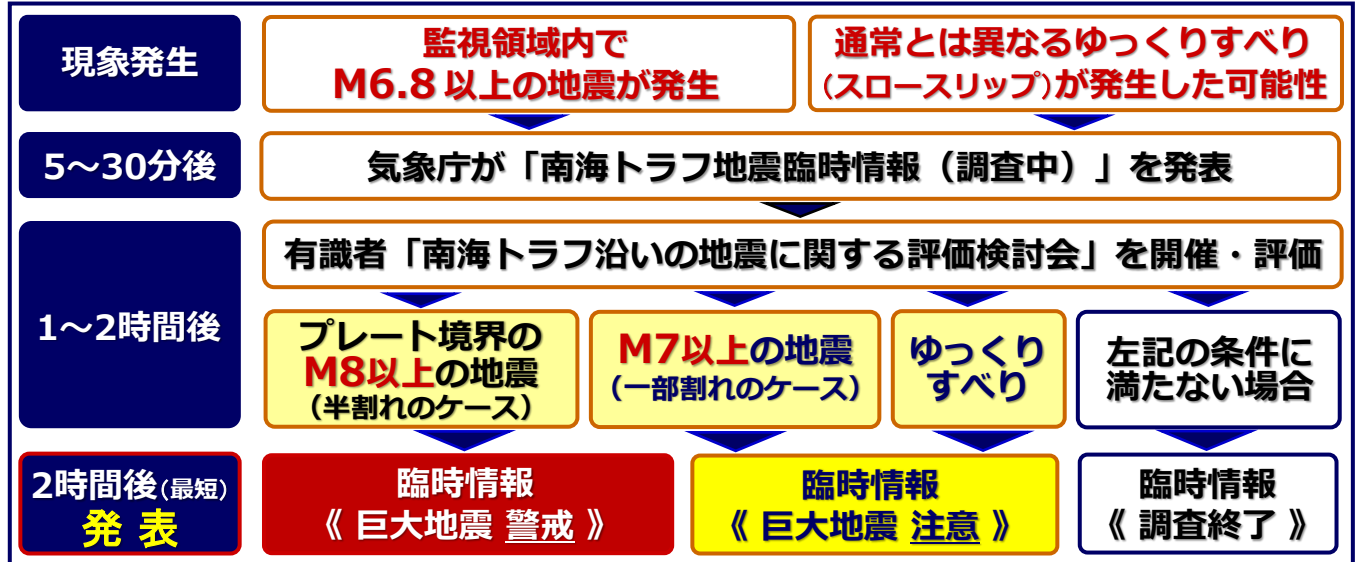 現象発生
監視領域内で
M6.8以上の地震が発生
通常とは異なるゆっくりすべり
(スロースリップ)が発生した可能性
5～30分後
気象庁が「南海トラフ地震臨時情報（調査中）」を発表
1～2時間後
有識者「南海トラフ沿いの地震に関する評価検討会」を開催・評価
プレート境界の
M8以上の地震
（半割れのケース）
M7以上の地震
（一部割れのケース）
ゆっくり
すべり
左記の条件に
満たない場合
2時間後(最短)
発表
臨時情報
《 巨大地震 警戒 》
臨時情報
《 巨大地震 注意 》
臨時情報
《 調査終了 》